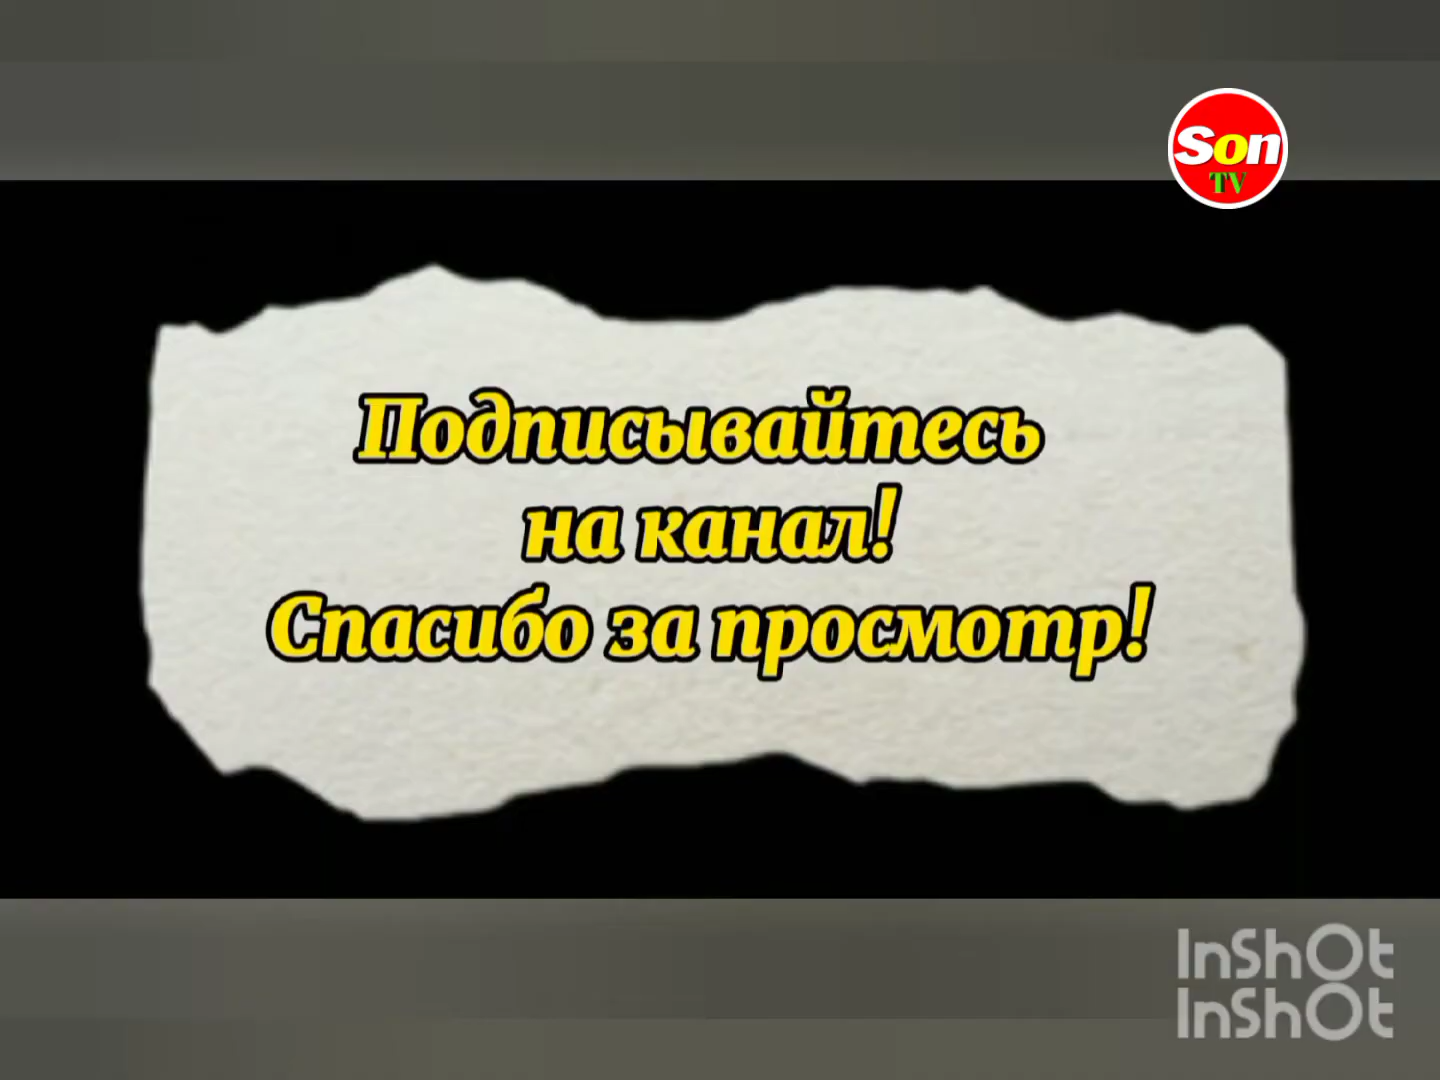 Son
TV
Подписывайтесь
на канал!
Спасибо за просмотр!
InShOt
InShOt